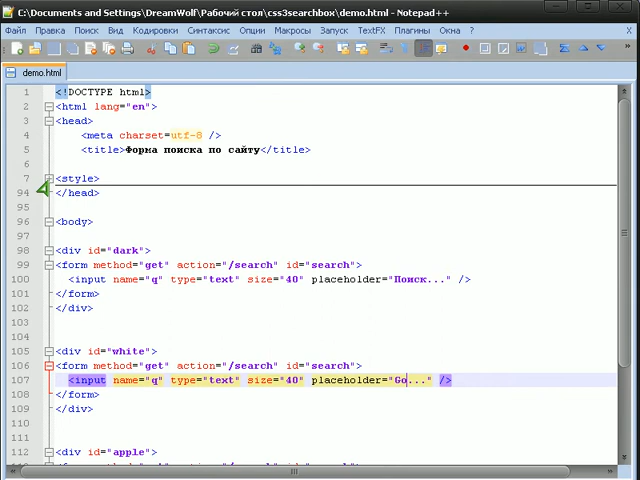 C:\Documents and Settings\DreamWolf\Рабочий стол\css3searchbox\demo.html - Notepad++
Файл Правка Поиск Вид Кодировки Синтаксис Опции Макросы Запуск TextFX Плагины Окна ? X
demo.html
1 <!DOCTYPE html>
2 <html lang="en">
3 <head>
4 <meta charset=utf-8 />
5 <title>Форма поиска по сайту</title>
6
7 <style>
94 </head>
95
96 <body>
97
98 <div id="dark">
99 <form method="get" action="/search" id="search">
100 <input name="q" type="text" size="40" placeholder="Поиск..." />
101 </form>
102 </div>
103
104
105 <div id="white">
106 <form method="get" action="/search" id="search">
107 <input name="q" type="text" size="40" placeholder="Go..." />
108 </form>
109 </div>
110
111
112 <div id="apple">